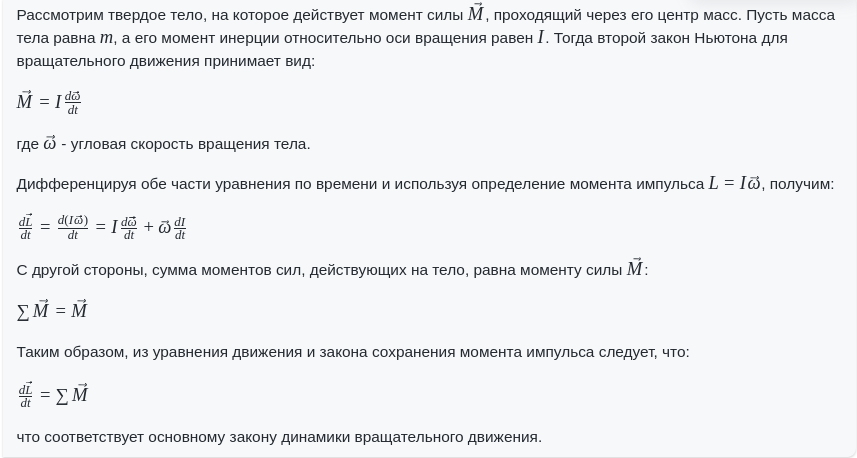 Рассмотрим твердое тело, на которое действует момент силы $\vec{M}$, проходящий через его центр масс. Пусть масса
тела равна $m$, а его момент инерции относительно оси вращения равен $I$. Тогда второй закон Ньютона для
вращательного движения принимает вид:
$\vec{M} = I\frac{d\vec{\omega}}{dt}$
где $\vec{\omega}$ - угловая скорость вращения тела.
Дифференцируя обе части уравнения по времени и используя определение момента импульса $L = I\vec{\omega}$, получим:
$\frac{d\vec{L}}{dt} = \frac{d(I\vec{\omega})}{dt} = I\frac{d\vec{\omega}}{dt} + \vec{\omega}\frac{dI}{dt}$
С другой стороны, сумма моментов сил, действующих на тело, равна моменту силы $\vec{M}$:
$\sum \vec{M} = \vec{M}$
Таким образом, из уравнения движения и закона сохранения момента импульса следует, что:
$\frac{d\vec{L}}{dt} = \sum \vec{M}$
что соответствует основному закону динамики вращательного движения.